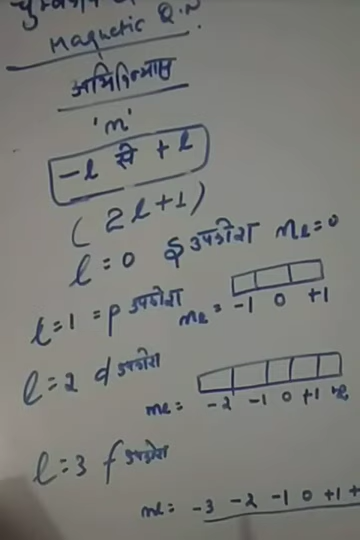 Magnetic Q.N.
अभिविन्यास
'm'
-l से +l
(2l+1)
l=0 s उपकोश ml=0
l=1 =p उपकोश ml= -1 0 +1
l=2 d उपकोश
ml= -2 -1 0 +1 +2
l=3 f उपकोश
ml= -3 -2 -1 0 +1